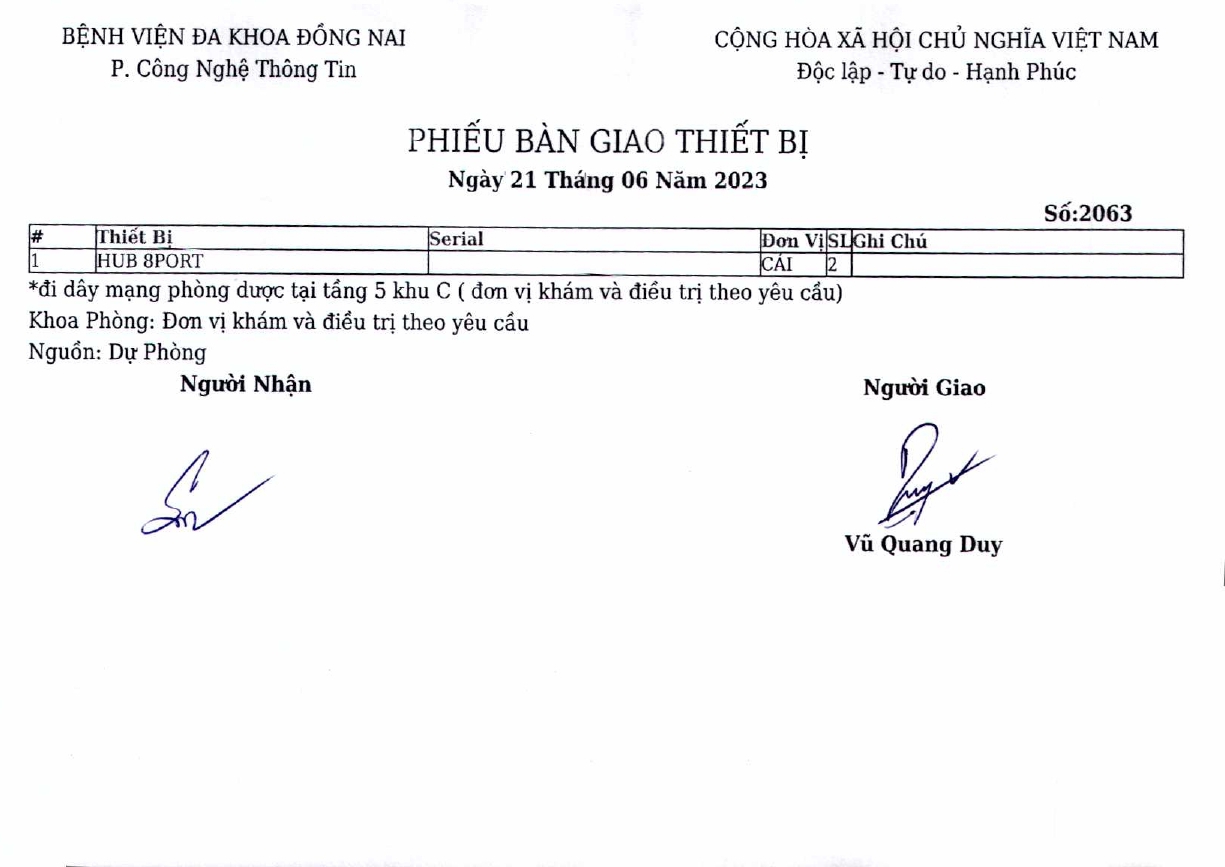 BỆNH VIỆN ĐA KHOA ĐỒNG NAI
P. Công Nghệ Thông Tin
CỘNG HÒA XÃ HỘI CHỦ NGHĨA VIỆT NAM
Độc lập - Tự do - Hạnh Phúc
PHIẾU BÀN GIAO THIẾT BỊ
Ngày 21 Tháng 06 Năm 2023
Số:2063
# Thiết Bị Serial Đơn Vị SL Ghi Chú
1 HUB 8PORT CÁI 2
*đi dây mạng phòng dược tại tầng 5 khu C ( đơn vị khám và điều trị theo yêu cầu)
Khoa Phòng: Đơn vị khám và điều trị theo yêu cầu
Nguồn: Dự Phòng
Người Nhận Người Giao
Vũ Quang Duy